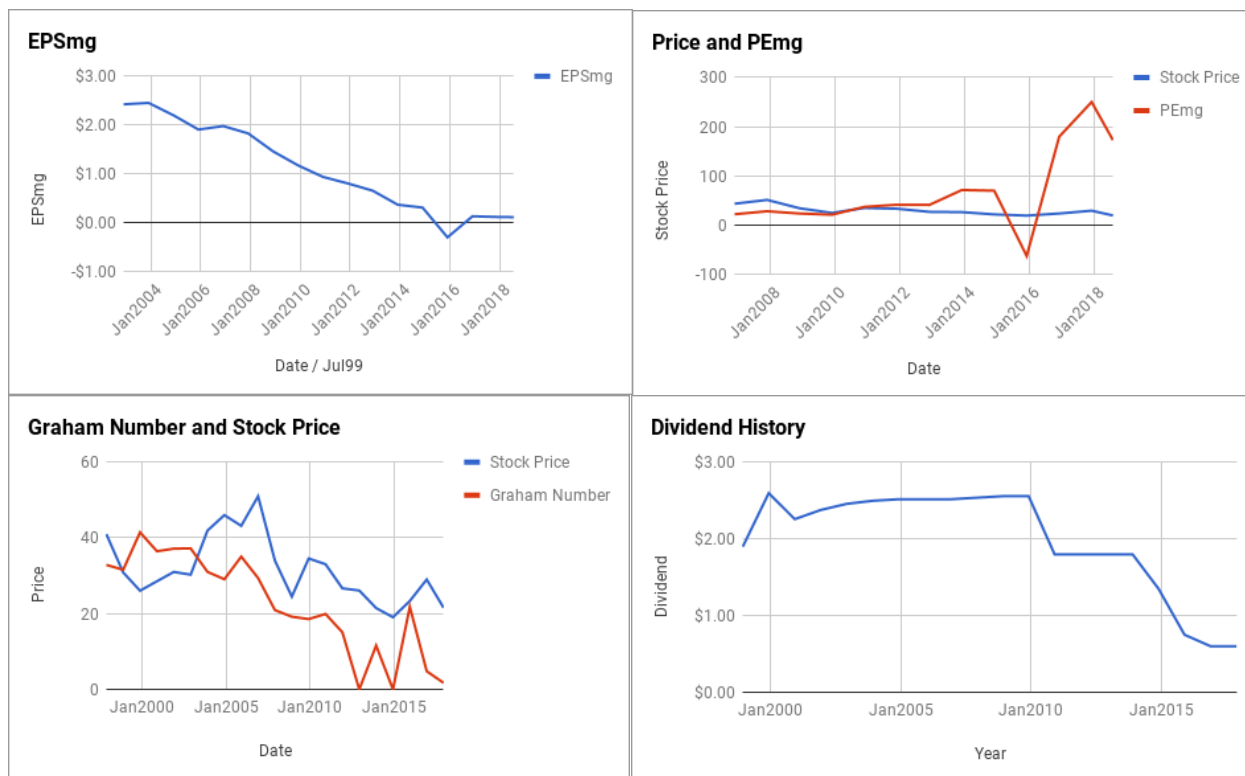 EPSmg
$3.00
$2.00
$1.00
$0.00
-$1.00
EPSmg
EPSmg
Jan2004
Jan2006
Jan2008
Jan2010
Jan2012
Jan2014
Jan2016
Jan2018
Date / Jul99
Price and PEmg
300
200
100
0
-100
Stock Price
Stock Price
PEmg
Jan2008
Jan2010
Jan2012
Jan2014
Jan2016
Jan2018
Date
Graham Number and Stock Price
60
40
20
0
Price
Stock Price
Graham Number
Jan2000
Jan2005
Jan2010
Jan2015
Date
Dividend History
$3.00
$2.00
$1.00
$0.00
Dividend
Jan2000
Jan2005
Jan2010
Jan2015
Year